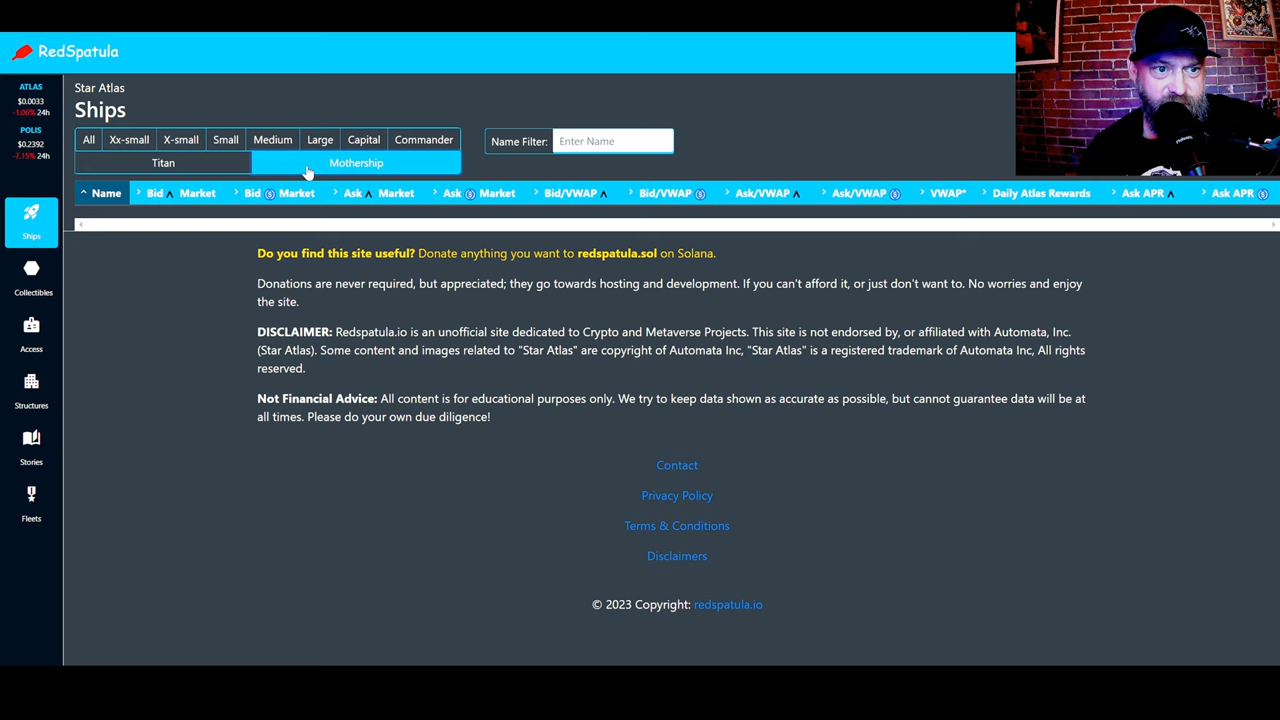 RedSpatula
ATLAS
$0.0033
-1.06% 24h
POLIS
$0.2392
-7.15% 24h
Ships
Collectibles
Access
Structures
Stories
Fleets
Star Atlas
Ships
All Xx-small X-small Small Medium Large Capital Commander
Titan Mothership
Name Filter: Enter Name
Name Bid Market Bid Market Ask Market Ask Market Bid/VWAP Bid/VWAP Ask/VWAP Ask/VWAP VWAP* Daily Atlas Rewards Ask APR Ask APR
Do you find this site useful? Donate anything you want to redspatula.sol on Solana.
Donations are never required, but appreciated; they go towards hosting and development. If you can't afford it, or just don't want to. No worries and enjoy
the site.
DISCLAIMER: Redspatula.io is an unofficial site dedicated to Crypto and Metaverse Projects. This site is not endorsed by, or affiliated with Automata, Inc.
(Star Atlas). Some content and images related to "Star Atlas" are copyright of Automata Inc, "Star Atlas" is a registered trademark of Automata Inc, All rights
reserved.
Not Financial Advice: All content is for educational purposes only. We try to keep data shown as accurate as possible, but cannot guarantee data will be at
all times. Please do your own due diligence!
Contact
Privacy Policy
Terms & Conditions
Disclaimers
© 2023 Copyright: redspatula.io